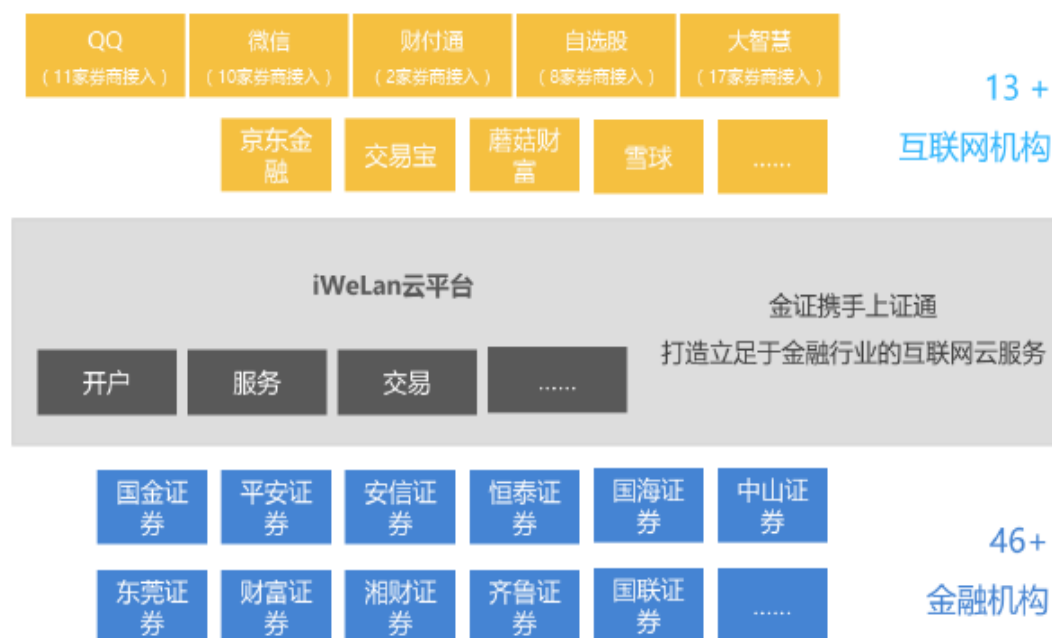 QQ
（11家券商接入）
微信
（10家券商接入）
财付通
（2家券商接入）
自选股
（8家券商接入）
大智慧
（17家券商接入）
13 +
互联网机构
京东金
融
交易宝
蘑菇财
富
雪球
......
iWeLan云平台
金证携手上证通
打造立足于金融行业的互联网云服务
开户
服务
交易
......
国金证
券
平安证
券
安信证
券
恒泰证
券
国海证
券
中山证
券
46+
金融机构
东莞证
券
财富证
券
湘财证
券
齐鲁证
券
国联证
券
......